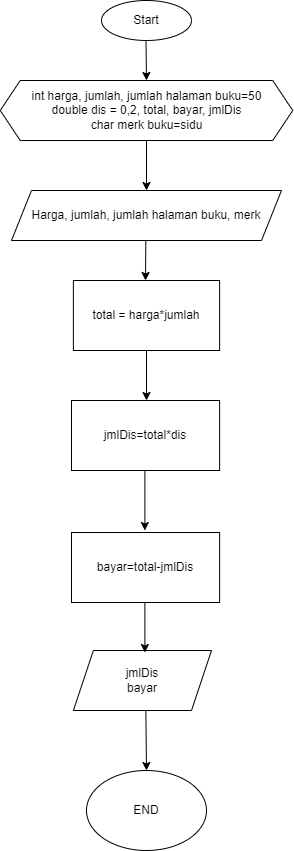 Start
int harga, jumlah, jumlah halaman buku=50
double dis = 0,2, total, bayar, jmlDis
char merk buku=sidu
Harga, jumlah, jumlah halaman buku, merk
total = harga*jumlah
jmlDis=total*dis
bayar=total-jmlDis
jmlDis
bayar
END